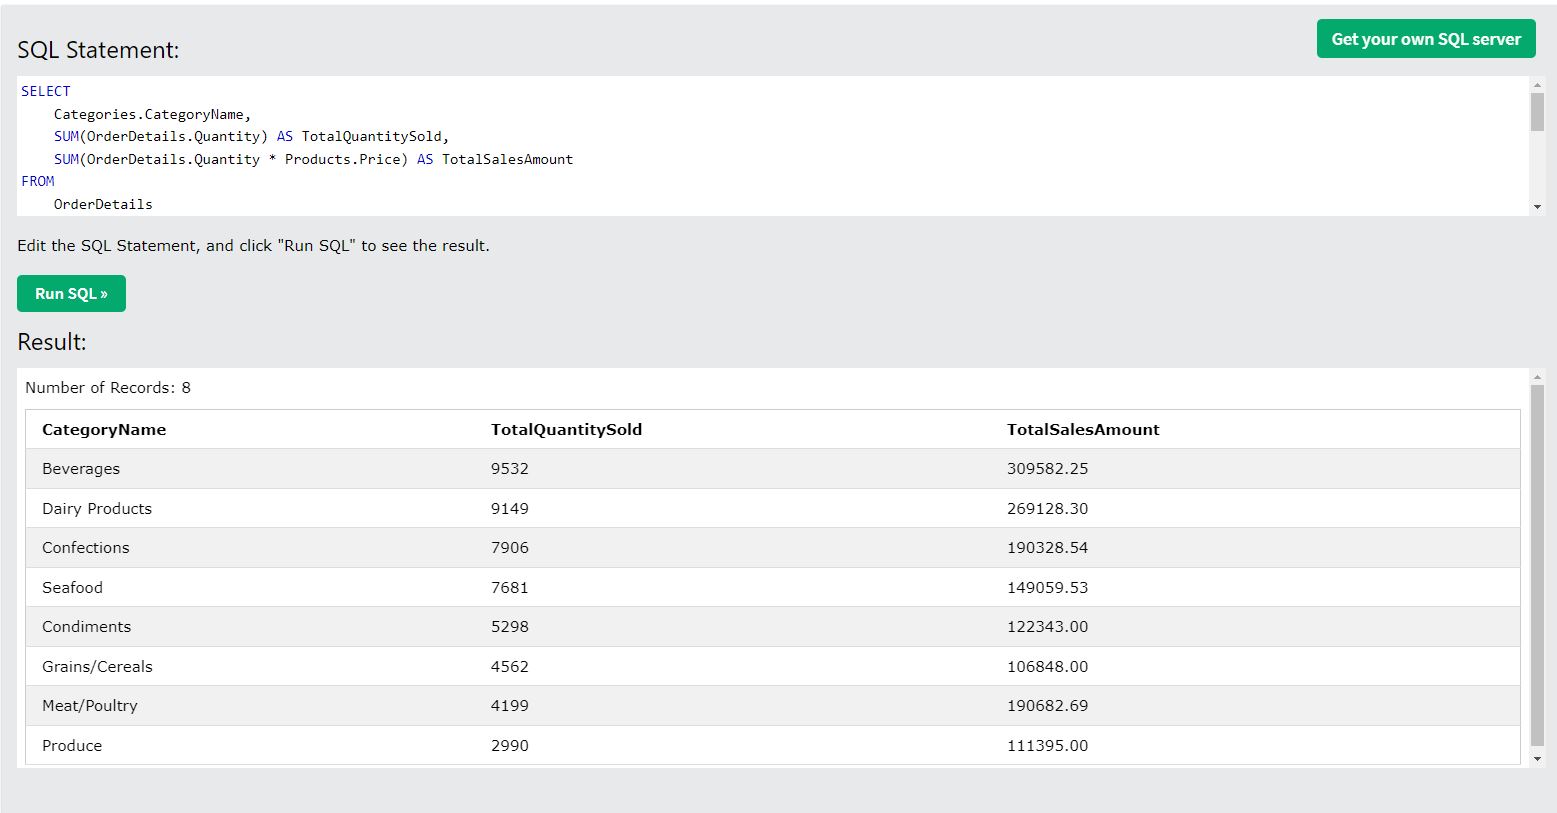 Get your own SQL server
SQL Statement:
SELECT
Categories.CategoryName,
SUM(OrderDetails.Quantity) AS TotalQuantitySold,
SUM(OrderDetails.Quantity * Products.Price) AS TotalSalesAmount
FROM
OrderDetails
Edit the SQL Statement, and click "Run SQL" to see the result.
Run SQL »
Result:
Number of Records: 8
CategoryName TotalQuantitySold TotalSalesAmount
Beverages 9532 309582.25
Dairy Products 9149 269128.30
Confections 7906 190328.54
Seafood 7681 149059.53
Condiments 5298 122343.00
Grains/Cereals 4562 106848.00
Meat/Poultry 4199 190682.69
Produce 2990 111395.00